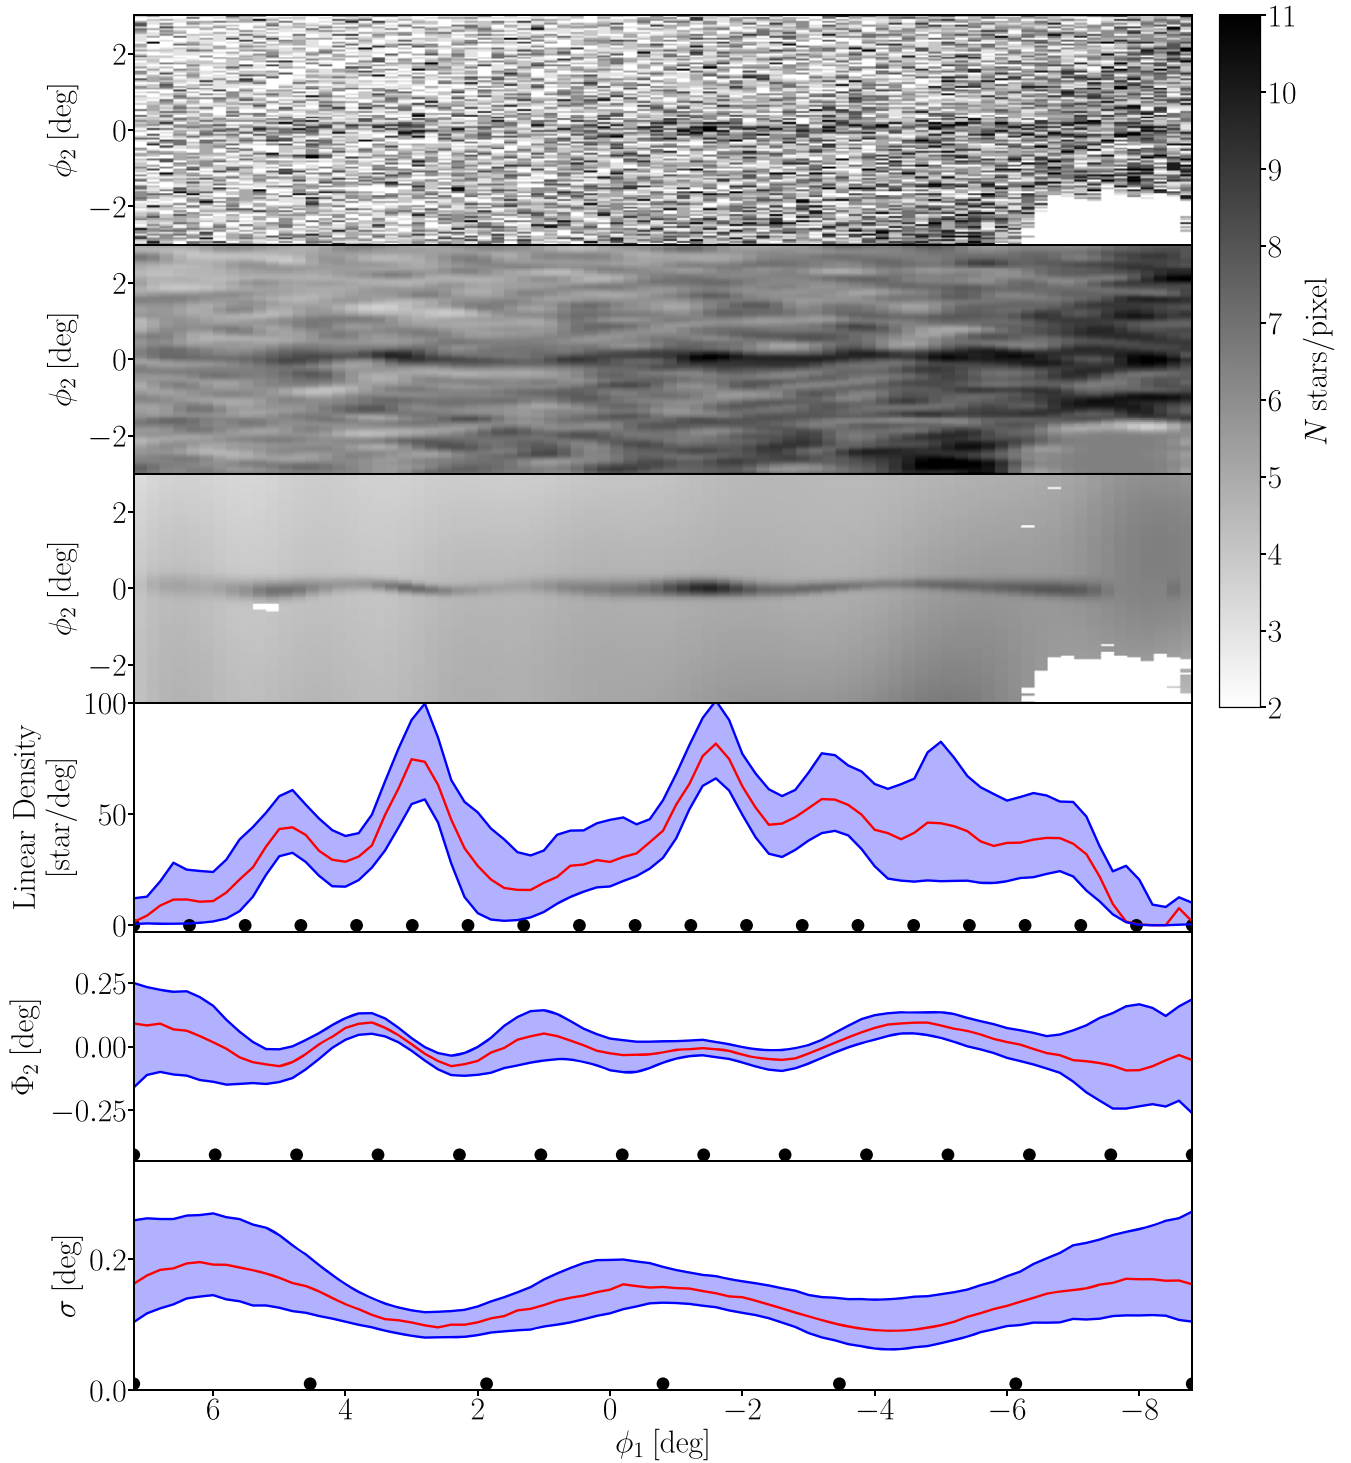 2
0
−2
ϕ2 [deg]
2
0
−2
ϕ2 [deg]
2
0
−2
ϕ2 [deg]
11
10
9
8
7
6
5
4
3
2
N stars/pixel
100
50
0
Linear Density
[star/deg]
0.25
0.00
−0.25
Φ2 [deg]
0.2
0.0
σ [deg]
6 4 2 0 −2 −4 −6 −8
ϕ1 [deg]